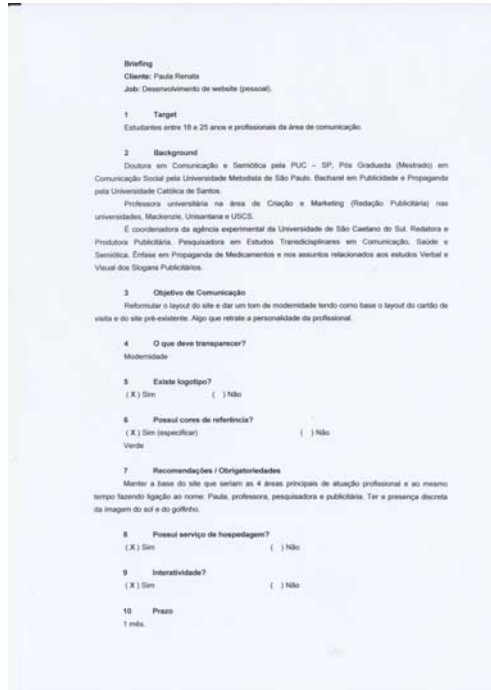 Briefing
Cliente: Paula Renata
Job: Desenvolvimento de website (pessoal).
1 Target
Estudantes entre 18 e 25 anos e profissionais da área de comunicação.
2 Background
Doutora em Comunicação e Semiótica pela PUC – SP, Pós Graduada (Mestrado) em
Comunicação Social pela Universidade Metodista de São Paulo. Bacharel em Publicidade e Propaganda
pela Universidade Católica de Santos.
Professora universitária na área de Criação e Marketing (Redação Publicitária) nas
universidades, Mackenzie, Unisantana e USCS.
É coordenadora da agência experimental da Universidade de São Caetano do Sul. Redatora e
Produtora Publicitária. Pesquisadora em Estudos Transdisciplinares em Comunicação, Saúde e
Semiótica. Ênfase em Propaganda de Medicamentos e nos assuntos relacionados aos estudos Verbal e
Visual dos Slogans Publicitários.
3 Objetivo de Comunicação
Reformular o layout do site e dar um tom de modernidade tendo como base o layout do cartão de
visita e do site pré-existente. Algo que retrate a personalidade da profissional.
4 O que deve transparecer?
Modernidade
5 Existe logotipo?
( X ) Sim ( ) Não
6 Possui cores de referência?
( X ) Sim (especificar) ( ) Não
Verde
7 Recomendações / Obrigatoriedades
Manter a base do site que seriam as 4 áreas principais de atuação profissional e ao mesmo
tempo fazendo ligação ao nome: Paula, professora, pesquisadora e publicitária. Ter a presença discreta
da imagem do sol e do golfinho.
8 Possui serviço de hospedagem?
( X ) Sim ( ) Não
9 Interatividade?
( X ) Sim ( ) Não
10 Prazo
1 mês.